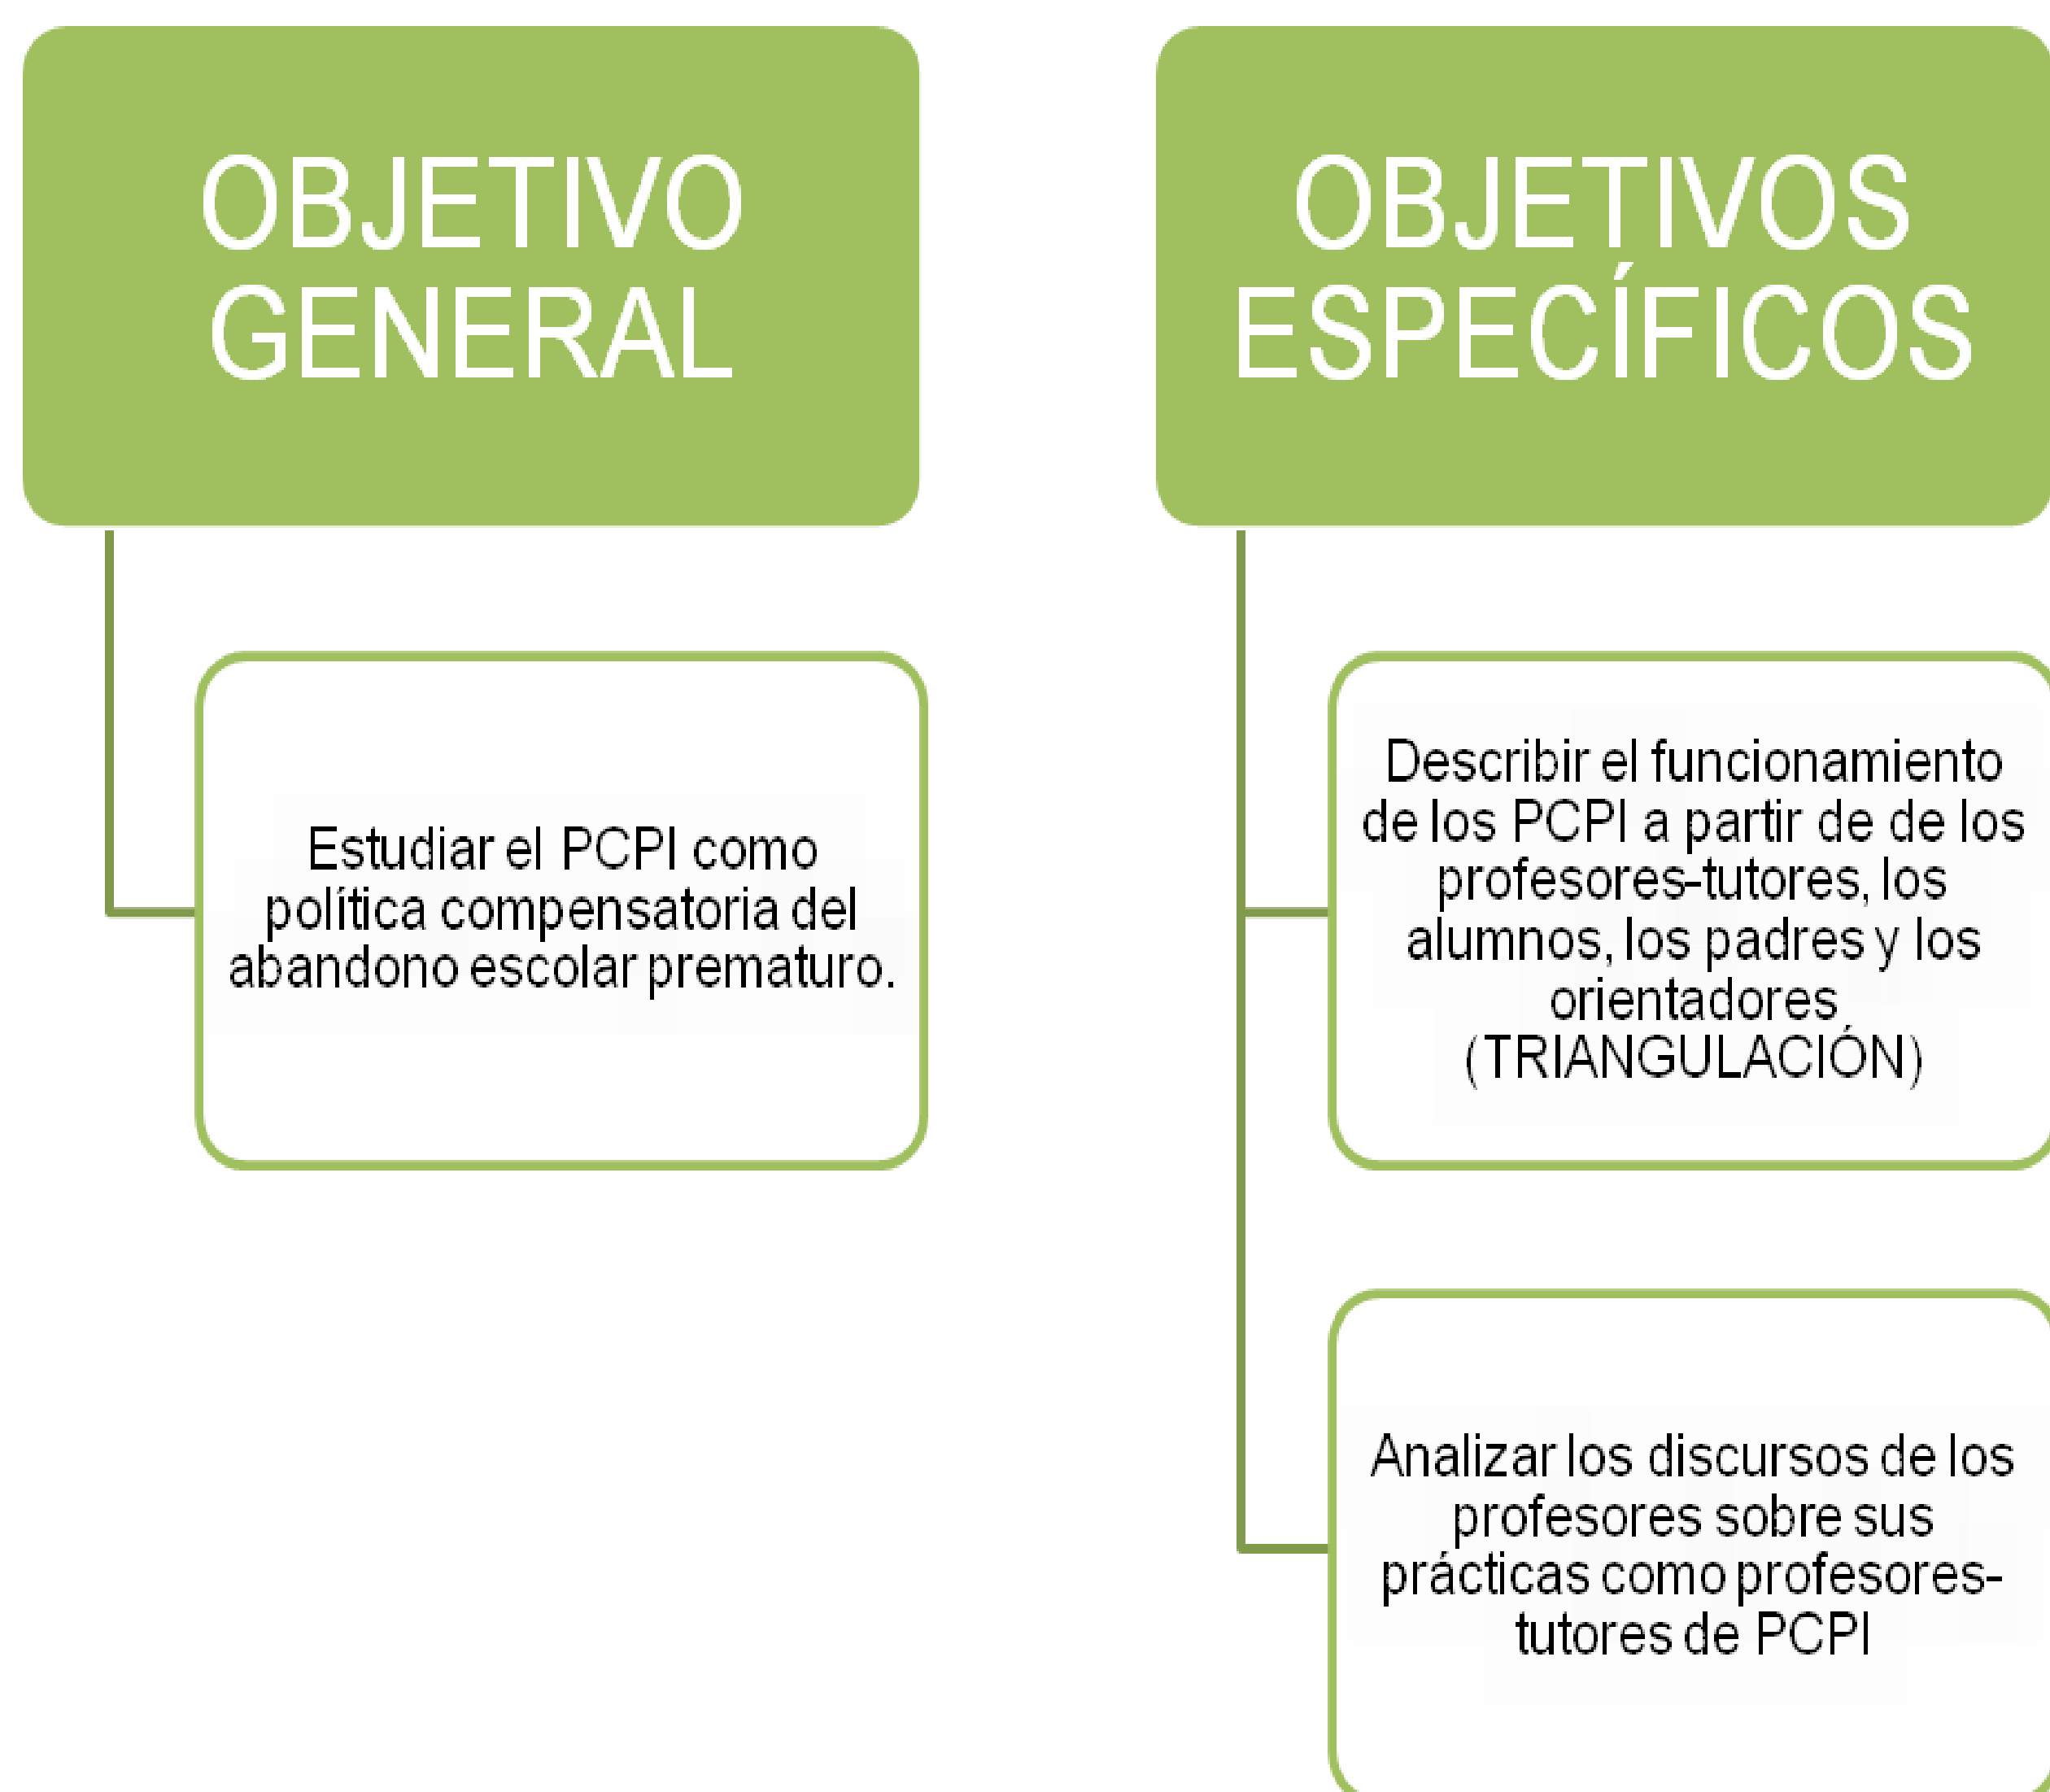 OBJETIVO
GENERAL
Estudiar el PCPI como
política compensatoria del
abandono escolar prematuro.
OBJETIVOS
ESPECÍFICOS
Describir el funcionamiento
de los PCPI a partir de de los
profesores-tutores, los
alumnos, los padres y los
orientadores
(TRIANGULACIÓN)
Analizar los discursos de los
profesores sobre sus
prácticas como profesores-
tutores de PCPI